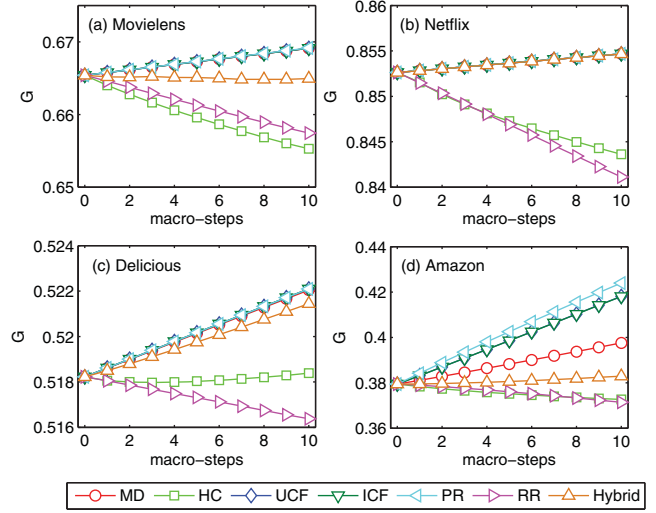 (a) Movielens
0.67
0.66
0.65
G
0 2 4 6 8 10
macro-steps
(b) Netflix
0.86
0.855
0.85
0.845
0.84
G
0 2 4 6 8 10
macro-steps
(c) Delicious
0.524
0.522
0.52
0.518
0.516
G
0 2 4 6 8 10
macro-steps
(d) Amazon
0.44
0.42
0.4
0.38
0.36
G
0 2 4 6 8 10
macro-steps
MD HC UCF ICF PR RR Hybrid